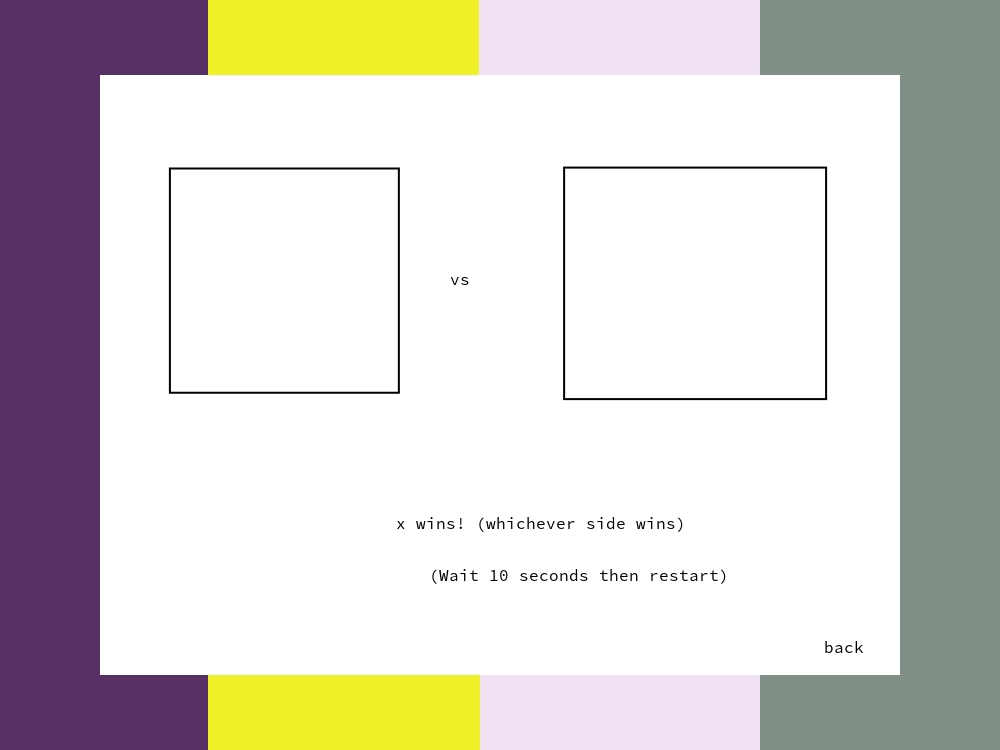 vs
x wins! (whichever side wins)
(Wait 10 seconds then restart)
back